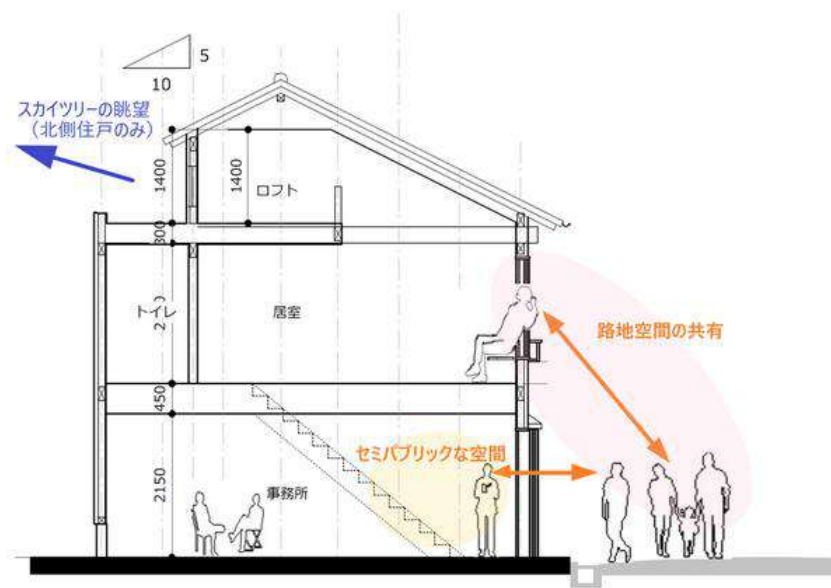 5
10
スカイツリーの眺望
（北側住戸のみ）
1400
1400
ロフト
トイレ
居室
路地空間の共有
450
セミパブリックな空間
2150
事務所